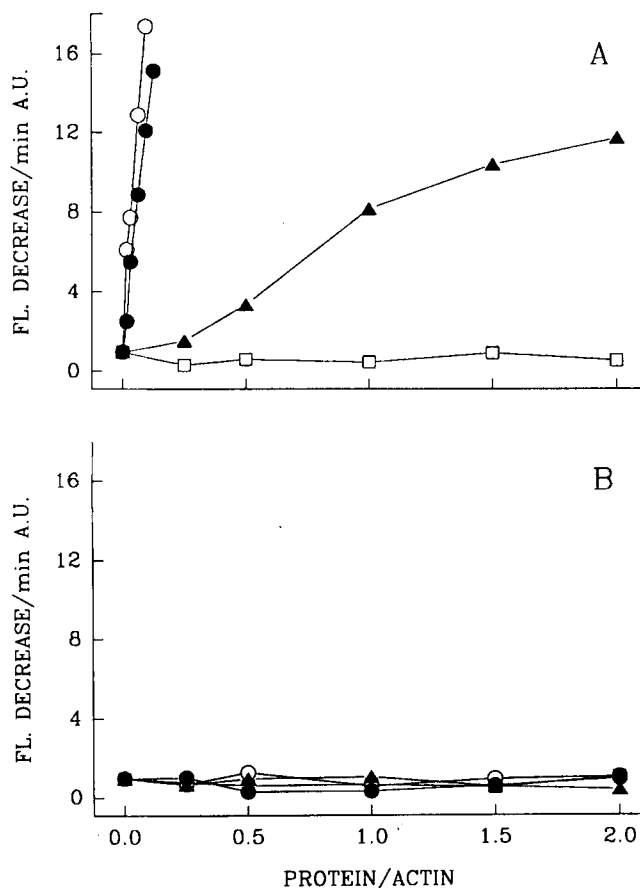 A
16
12
8
4
0
FL. DECREASE/min A.U.
B
16
12
8
4
0
FL. DECREASE/min A.U.
0.0 0.5 1.0 1.5 2.0
PROTEIN/ACTIN